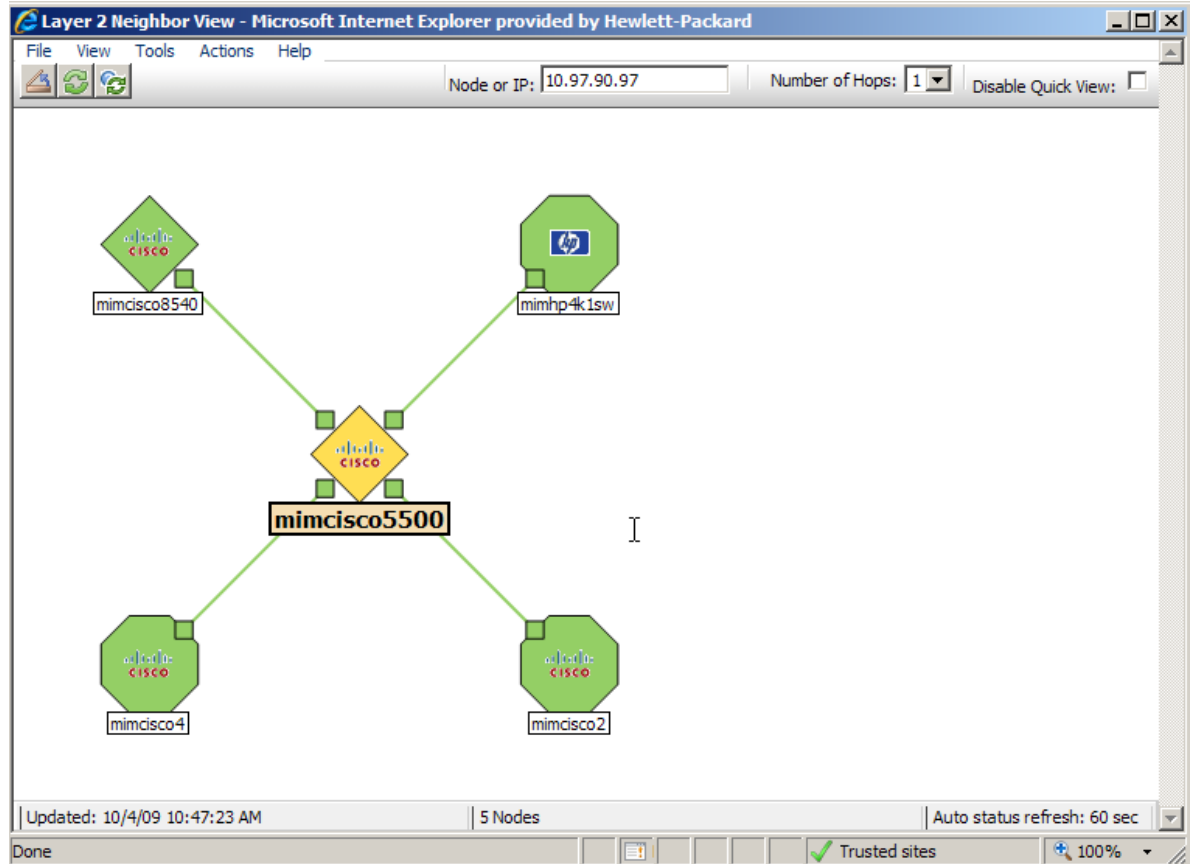 Layer 2 Neighbor View - Microsoft Internet Explorer provided by Hewlett-Packard
File View Tools Actions Help
Node or IP: 10.97.90.97 Number of Hops: 1 Disable Quick View:
CISCO
hp
mimcisco8540
mimhp4k1sw
CISCO
mimcisco5500
CISCO
CISCO
mimcisco4
mimcisco2
Updated: 10/4/09 10:47:23 AM 5 Nodes Auto status refresh: 60 sec
Done Trusted sites 100%